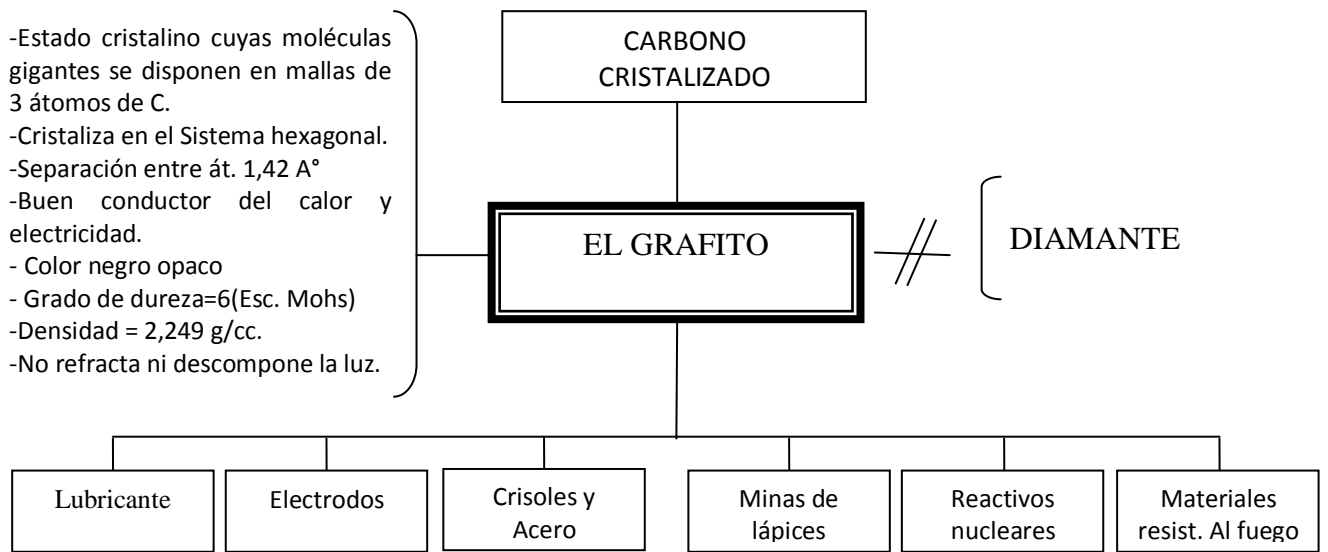 -Estado cristalino cuyas moléculas
gigantes se disponen en mallas de
3 átomos de C.
-Cristaliza en el Sistema hexagonal.
-Separación entre át. 1,42 A°
-Buen conductor del calor y
electricidad.
- Color negro opaco
- Grado de dureza=6(Esc. Mohs)
-Densidad = 2,249 g/cc.
-No refracta ni descompone la luz.
CARBONO
CRISTALIZADO
EL GRAFITO
DIAMANTE
Lubricante
Electrodos
Crisoles y
Acero
Minas de
lápices
Reactivos
nucleares
Materiales
resist. Al fuego